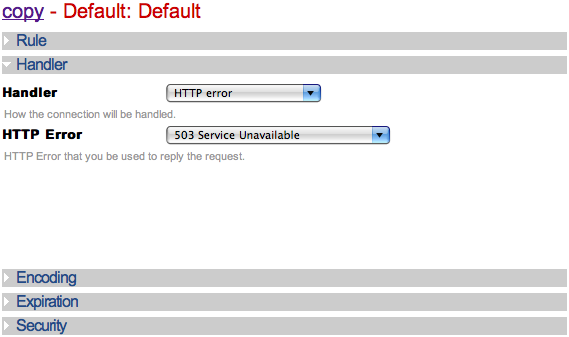 copy - Default: Default
Rule
Handler
Handler HTTP error
How the connection will be handled.
HTTP Error 503 Service Unavailable
HTTP Error that you be used to reply the request.
Encoding
Expiration
Security